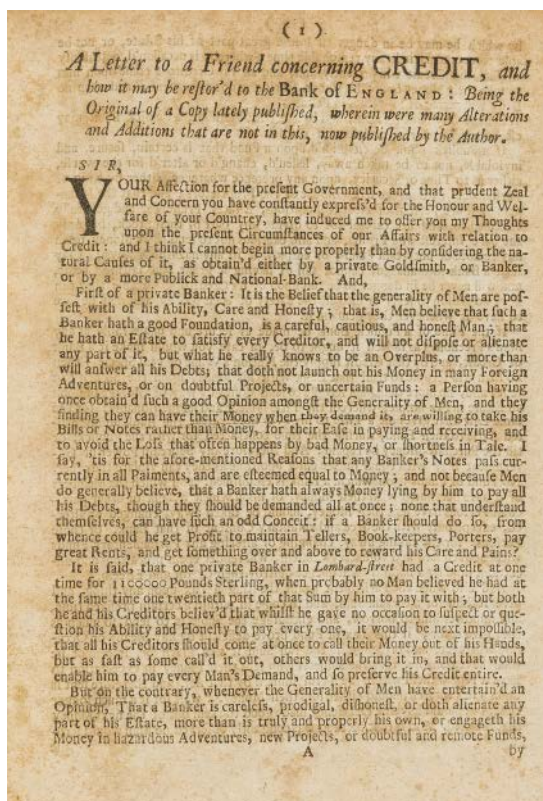 ( 1 )
A Letter to a Friend concerning CREDIT, and
how it may be reſtor'd to the Bank of ENGLAND: Being the
Original of a Copy lately publiſhed, wherein were many Alterations
and Additions that are not in this, now publiſhed by the Author.
SIR,
YOUR Affection for the preſent Government, and that prudent Zeal
and Concern you have conſtantly expreſs'd for the Honour and Wel-
fare of your Countrey, have induced me to offer you my Thoughts
upon the preſent Circumſtances of our Affairs with relation to
Credit: and I think I cannot begin more properly than by conſidering the na-
tural Cauſes of it, as obtain'd either by a private Goldſmith, or Banker,
or by a more Publick and National-Bank. And,
Firſt of a private Banker: It is the Belief that the generality of Men are poſ-
ſeſt with of his Ability, Care and Honeſty; that is, Men believe that ſuch a
Banker hath a good Foundation, is a careful, cautious, and honeſt Man; that
he hath an Eſtate to ſatisfy every Creditor, and will not diſpoſe or alienate
any part of it, but what he really knows to be an Overplus, or more than
will anſwer all his Debts; that doth not launch out his Money in many Foreign
Adventures, or on doubtful Projects, or uncertain Funds: a Perſon having
once obtain'd ſuch a good Opinion amongſt the Generality of Men, and they
finding they can have their Money when they demand it, are willing to take his
Bills or Notes rather than Money, for their Eaſe in paying and receiving, and
to avoid the Loſs that often happens by bad Money, or ſhortneſs in Tale. I
ſay, 'tis for the afore-mentioned Reaſons that any Banker's Notes paſs cur-
rently in all Paiments, and are eſteemed equal to Money; and not becauſe Men
do generally believe, that a Banker hath always Money lying by him to pay all
his Debts, though they ſhould be demanded all at once; none that underſtand
themſelves, can have ſuch an odd Conceit: if a Banker ſhould do ſo, from
whence could he get Profit to maintain Tellers, Book-keepers, Porters, pay
great Rents, and get ſomething over and above to reward his Care and Pains?
It is ſaid, that one private Banker in Lombard-ſtreet had a Credit at one
time for 1100000 Pounds Sterling, when probably no Man believed he had at
the ſame time one twentieth part of that Sum by him to pay it with; but both
he and his Creditors believ'd that whilſt he gave no occaſion to ſuſpect or que-
ſtion his Ability and Honeſty to pay every one, it would be next impoſſible,
that all his Creditors ſhould come at once to call their Money out of his Hands,
but as faſt as ſome call'd it out, others would bring it in, and that would
enable him to pay every Man's Demand, and ſo preſerve his Credit entire.
But on the contrary, whenever the Generality of Men have entertain'd an
Opinion, That a Banker is careleſs, prodigal, diſhoneſt, or doth alienate any
part of his Eſtate, more than is truly and properly his own, or engageth his
Money in hazardous Adventures, new Projects, or doubtful and remote Funds,
A by